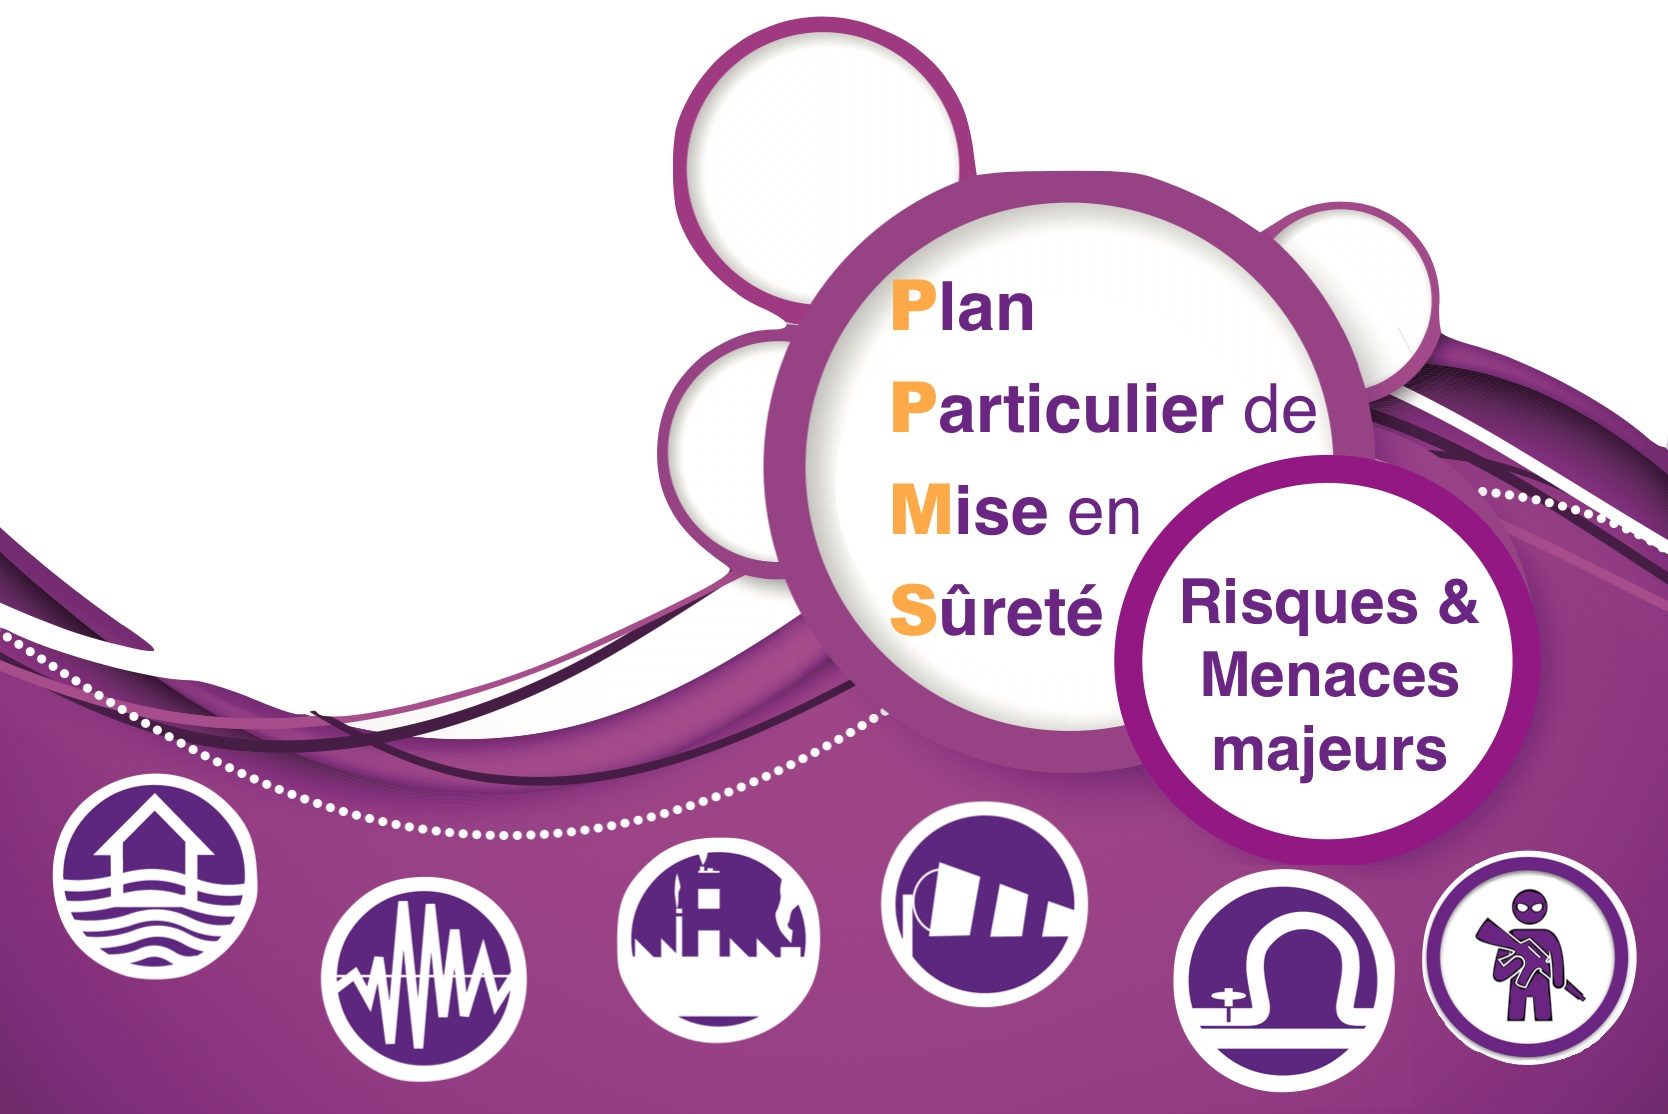 Plan
Particulier de
Mise en
Sûreté
Risques &
Menaces
majeurs